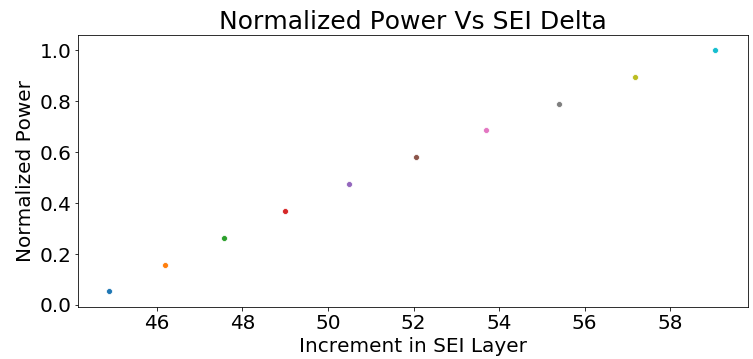 Normalized Power Vs SEI Delta
Normalized Power
1.0
0.8
0.6
0.4
0.2
0.0
46 48 50 52 54 56 58
Increment in SEI Layer